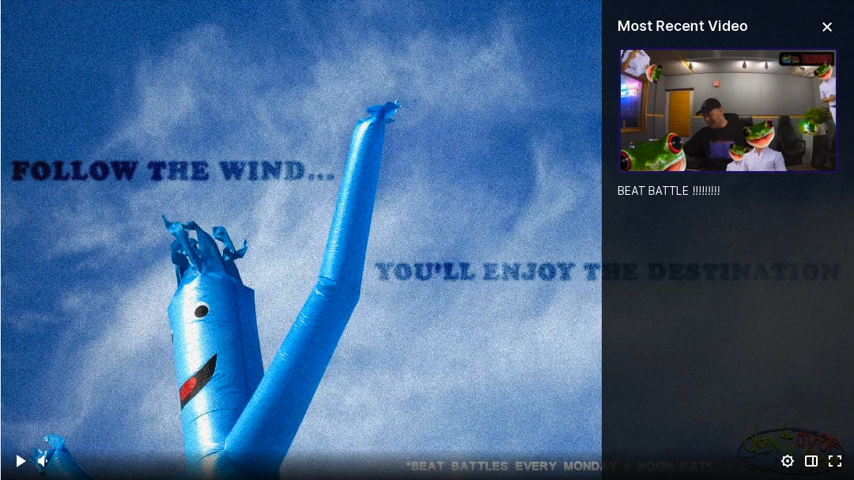 Most Recent Video
BEAT BATTLE !!!!!!!!!
FOLLOW THE WIND...
YOU'LL ENJOY THE DESTINATION
*BEAT BATTLES EVERY MONDAY * NOON PST*